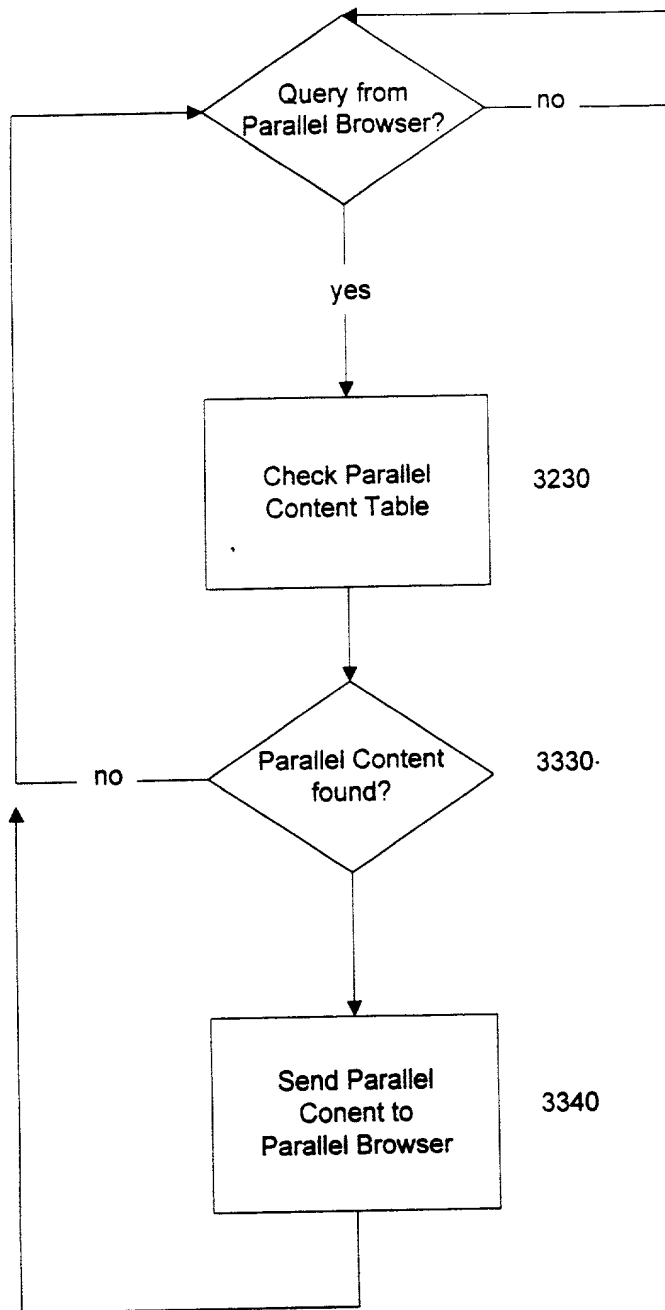 Query from
Parallel Browser?
no
yes
Check Parallel
Content Table
3230
Parallel Content
found?
3330
no
Send Parallel
Conent to
Parallel Browser
3340